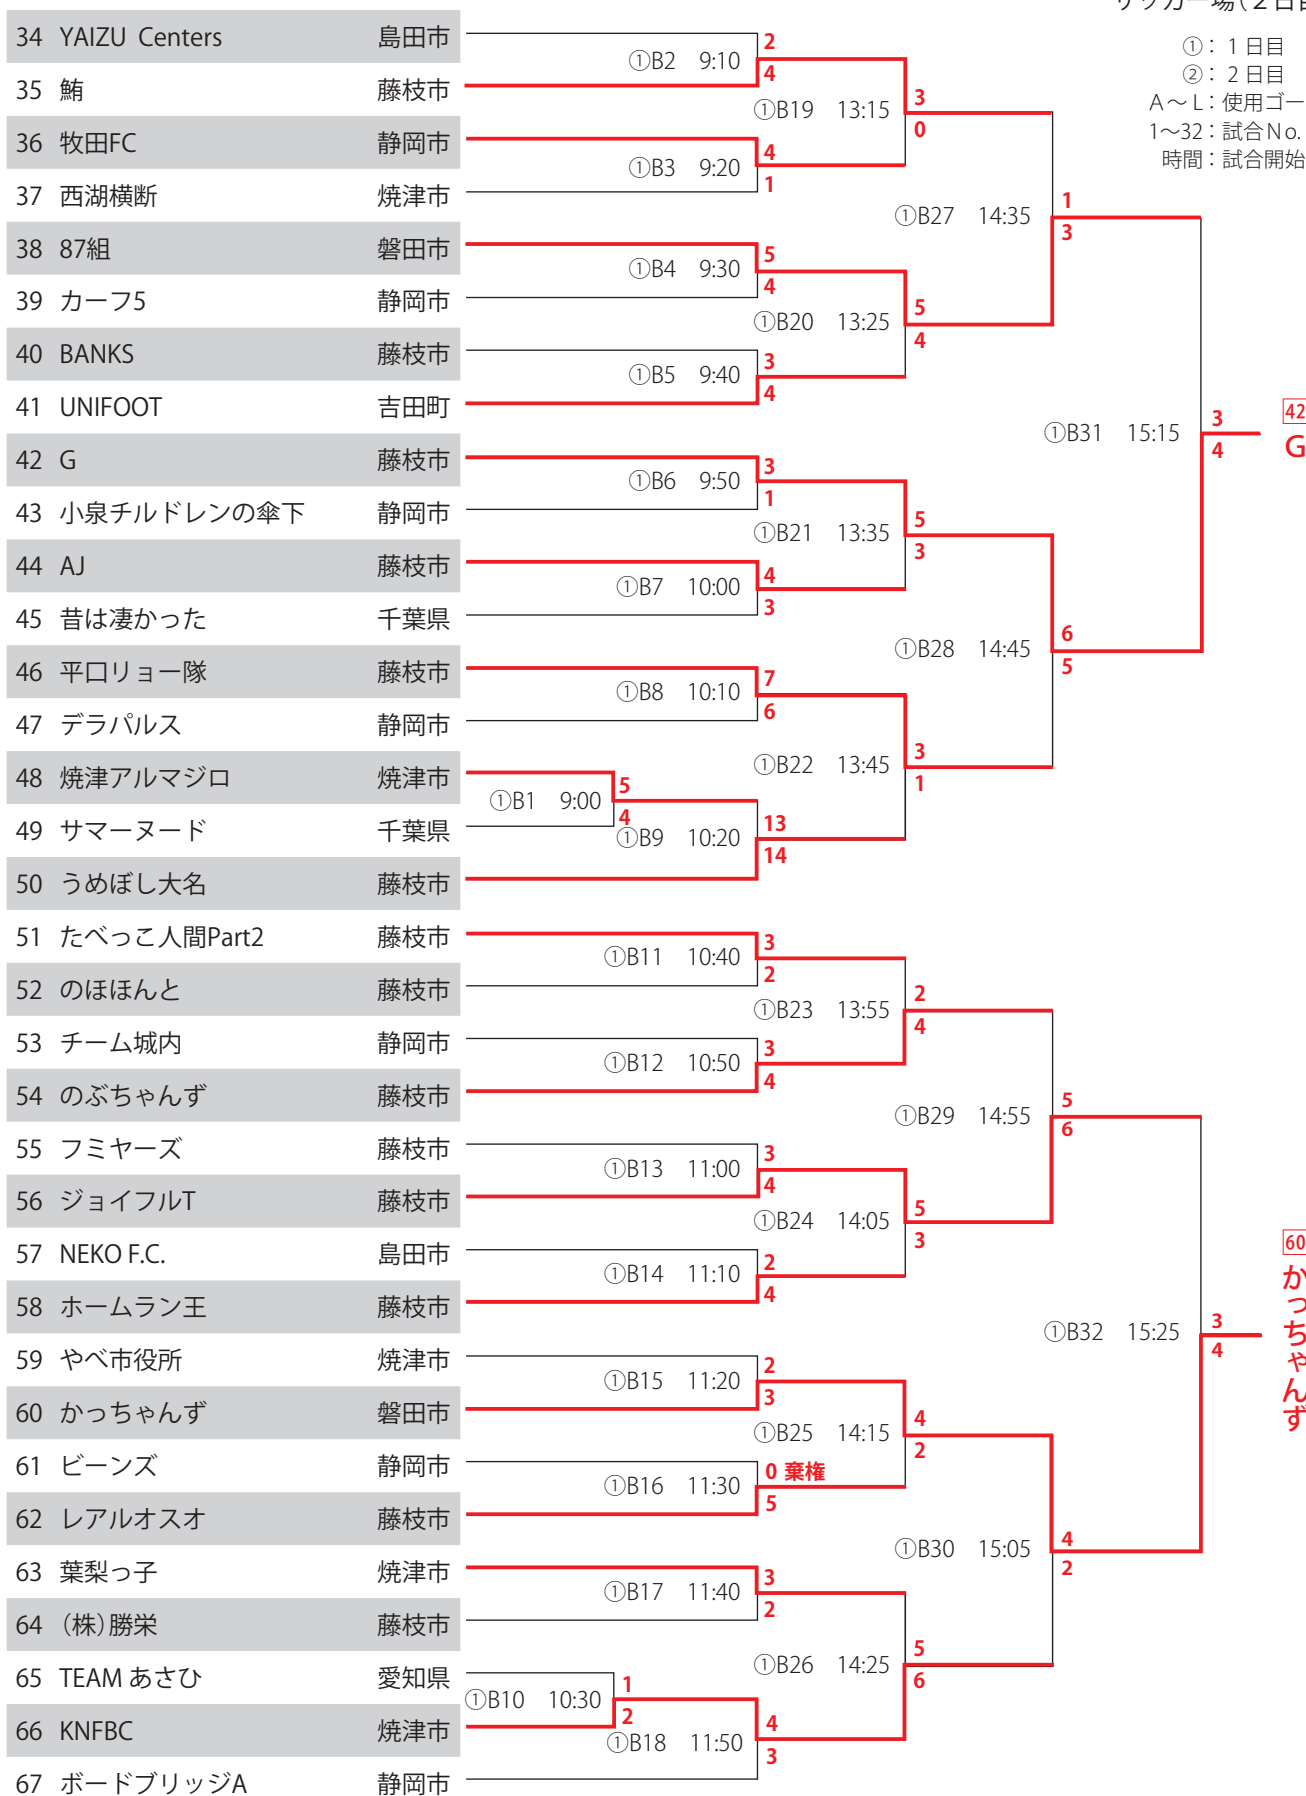 サッカー場（２日目
①：１日目
②：２日目
A～L：使用ゴー
1～32：試合No.
時間：試合開始
34 YAIZU Centers 島田市
35 鮪 藤枝市
36 牧田FC 静岡市
37 西湖横断 焼津市
38 87組 磐田市
39 カーフ5 静岡市
40 BANKS 藤枝市
41 UNIFOOT 吉田町
42 G 藤枝市
43 小泉チルドレンの傘下 静岡市
44 AJ 藤枝市
45 昔は凄かった 千葉県
46 平口リョー隊 藤枝市
47 デラパルス 静岡市
48 焼津アルマジロ 焼津市
49 サマーヌード 千葉県
50 うめぼし大名 藤枝市
51 たべっこ人間Part2 藤枝市
52 のほほんと 藤枝市
53 チーム城内 静岡市
54 のぶちゃんず 藤枝市
55 フミヤーズ 藤枝市
56 ジョイフルT 藤枝市
57 NEKO F.C. 島田市
58 ホームラン王 藤枝市
59 やべ市役所 焼津市
60 かっちゃんず 磐田市
61 ビーンズ 静岡市
62 レアルオスオ 藤枝市
63 葉梨っ子 焼津市
64 （株）勝栄 藤枝市
65 TEAM あさひ 愛知県
66 KNFBC 焼津市
67 ボードブリッジA 静岡市
①B1 9:00
5
4
①B10 10:30
1
2
①B2 9:10
2
4
①B3 9:20
4
1
①B4 9:30
5
4
①B5 9:40
3
4
①B6 9:50
3
1
①B7 10:00
4
3
①B8 10:10
7
6
①B9 10:20
13
14
①B11 10:40
3
2
①B12 10:50
3
4
①B13 11:00
3
4
①B14 11:10
2
4
①B15 11:20
2
3
①B16 11:30
0 棄権
5
①B17 11:40
3
2
①B18 11:50
4
3
①B19 13:15
3
0
①B20 13:25
5
4
①B21 13:35
5
3
①B22 13:45
3
1
①B23 13:55
2
4
①B24 14:05
5
3
①B25 14:15
4
2
①B26 14:25
5
6
①B27 14:35
1
3
①B28 14:45
6
5
①B29 14:55
5
6
①B30 15:05
4
2
①B31 15:15
3
4
①B32 15:25
3
4
42
G
60
かっちゃんず